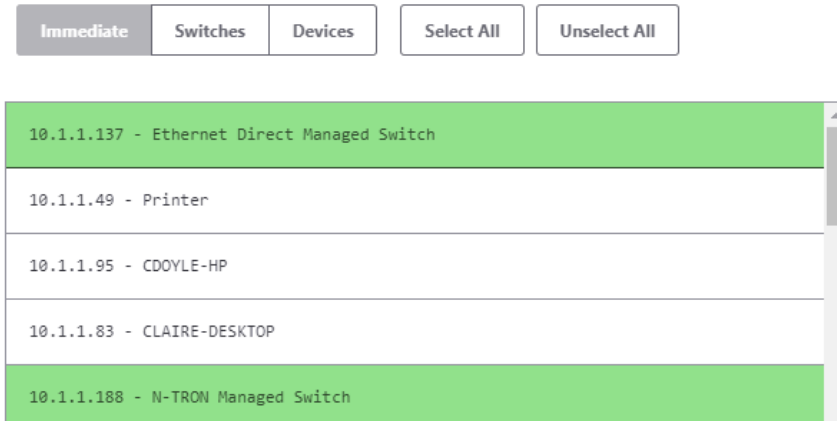 Immediate Switches Devices Select All Unselect All
10.1.1.137 - Ethernet Direct Managed Switch
10.1.1.49 - Printer
10.1.1.95 - CDOYLE-HP
10.1.1.83 - CLAIRE-DESKTOP
10.1.1.188 - N-TRON Managed Switch